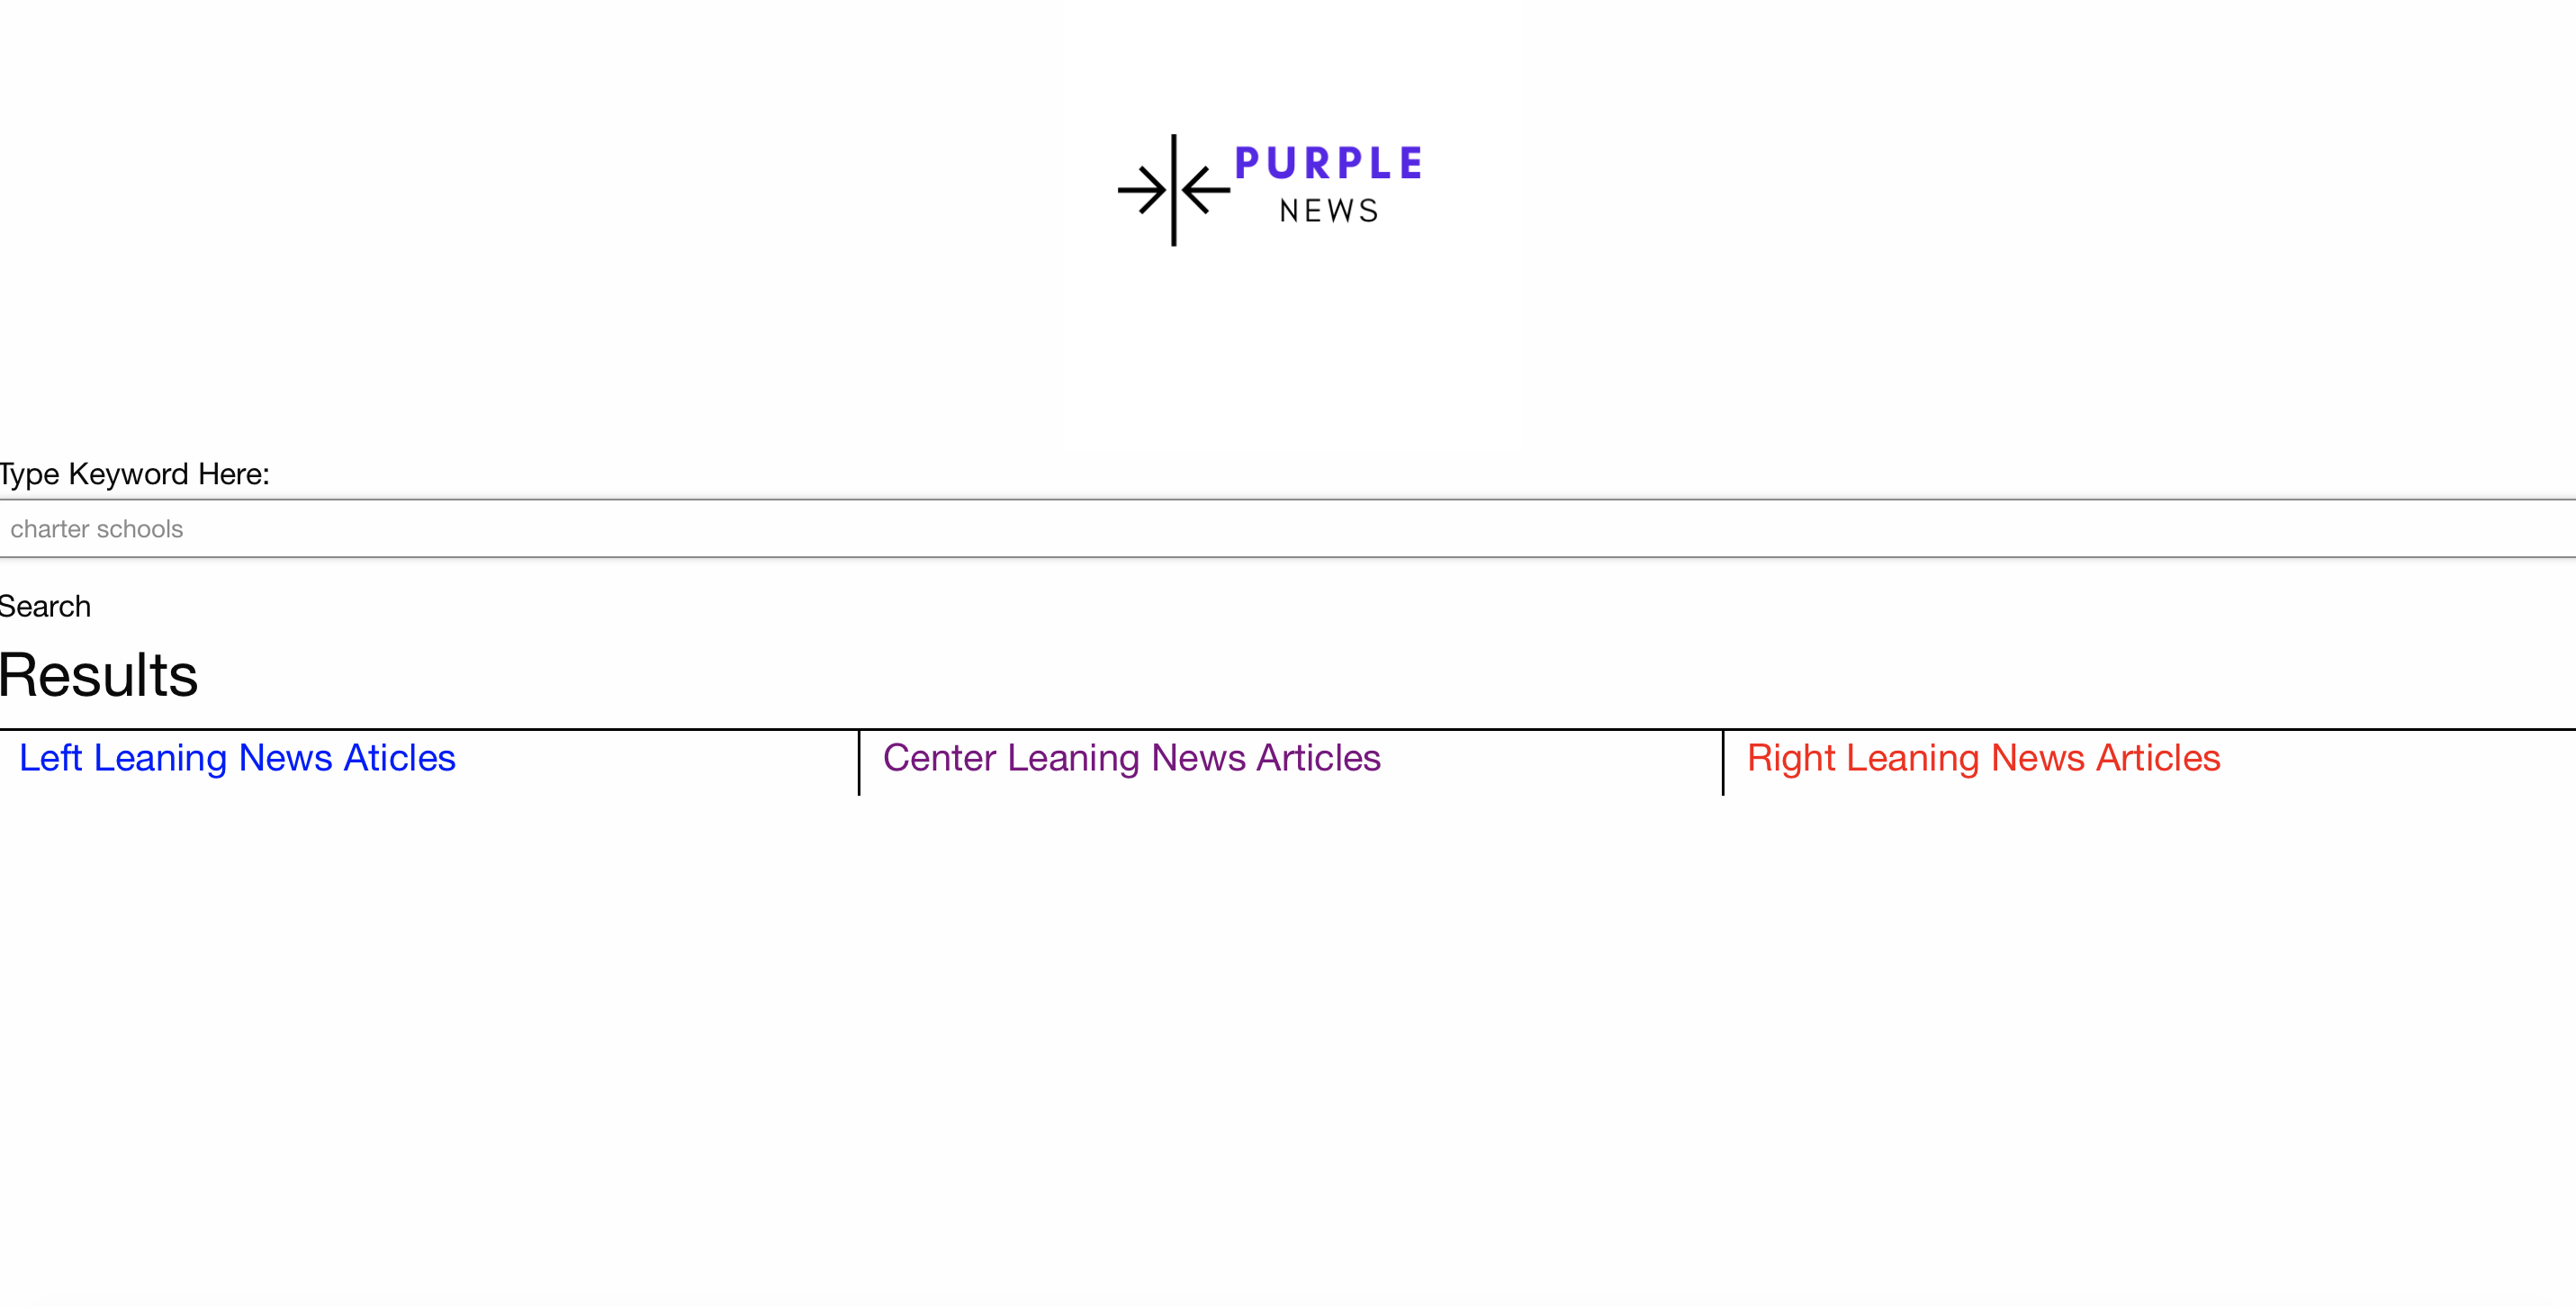 PURPLE
NEWS
Type Keyword Here:
charter schools
Search
Results
Left Leaning News Aticles
Center Leaning News Articles
Right Leaning News Articles